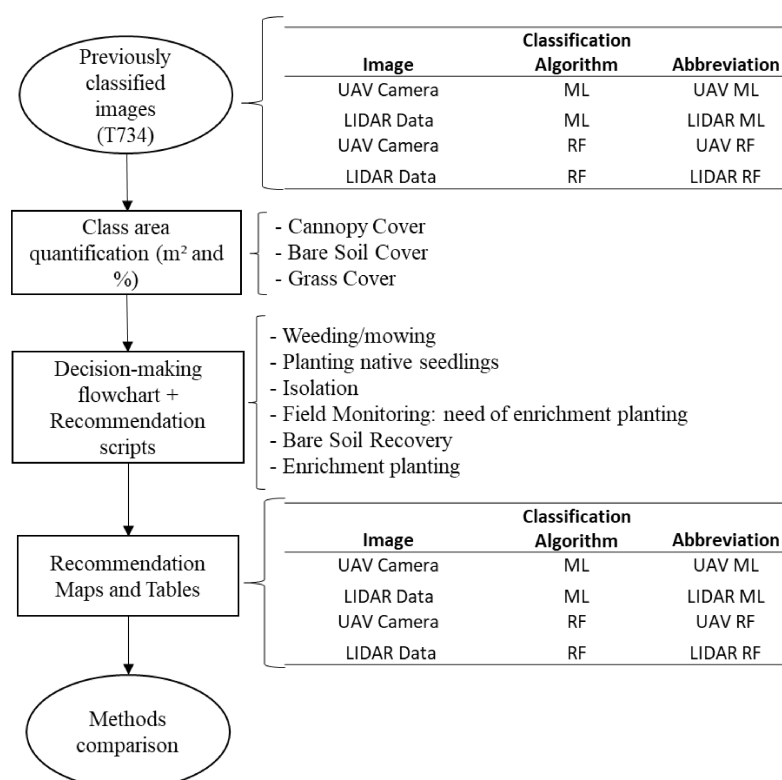 Previously
classified
images
(T734)
Classification
Image Algorithm Abbreviation
UAV Camera ML UAV ML
LIDAR Data ML LIDAR ML
UAV Camera RF UAV RF
LIDAR Data RF LIDAR RF
Class area
quantification (m² and
%)
- Cannopy Cover
- Bare Soil Cover
- Grass Cover
Decision-making
flowchart +
Recommendation
scripts
- Weeding/mowing
- Planting native seedlings
- Isolation
- Field Monitoring: need of enrichment planting
- Bare Soil Recovery
- Enrichment planting
Recommendation
Maps and Tables
Classification
Image Algorithm Abbreviation
UAV Camera ML UAV ML
LIDAR Data ML LIDAR ML
UAV Camera RF UAV RF
LIDAR Data RF LIDAR RF
Methods
comparison